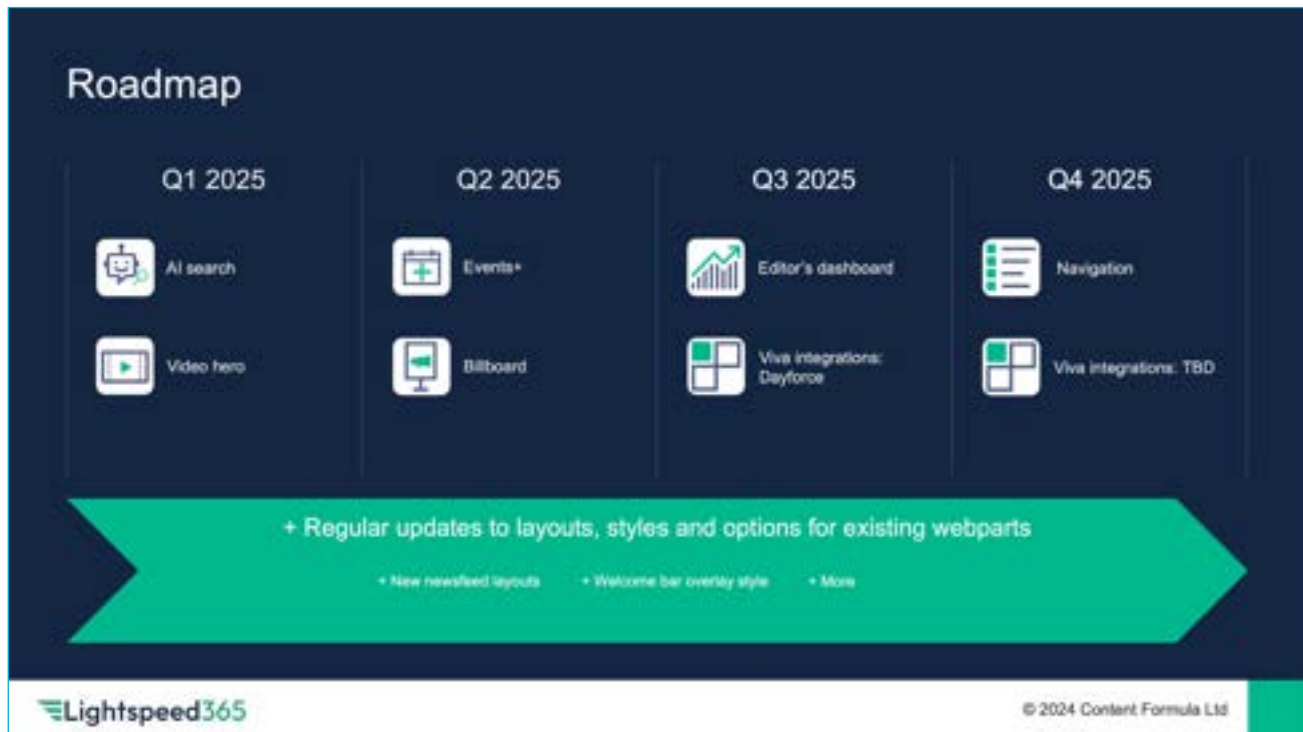 Roadmap
Q1 2025
AI search
Video hero
Q2 2025
Events+
Billboard
Q3 2025
Editor's dashboard
Viva integrations:
Dayforce
Q4 2025
Navigation
Viva integrations: TBD
+ Regular updates to layouts, styles and options for existing webparts
+ New newsfeed layouts + Welcome bar overlay style + More
Lightspeed365
© 2024 Content Formula Ltd